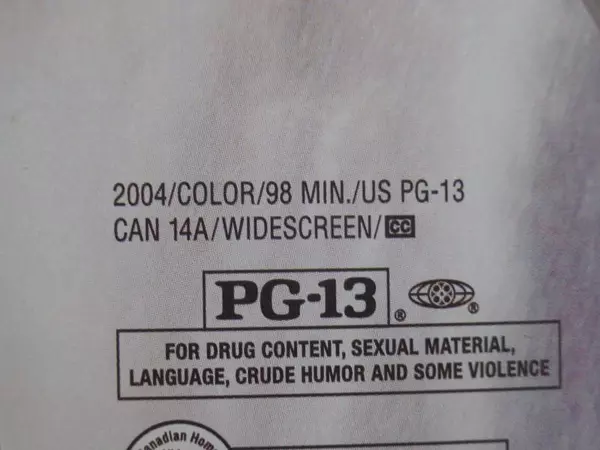 2004/COLOR/98 MIN./US PG-13
CAN 14A/WIDESCREEN/CC
PG-13 ® ®
FOR DRUG CONTENT, SEXUAL MATERIAL,
LANGUAGE, CRUDE HUMOR AND SOME VIOLENCE